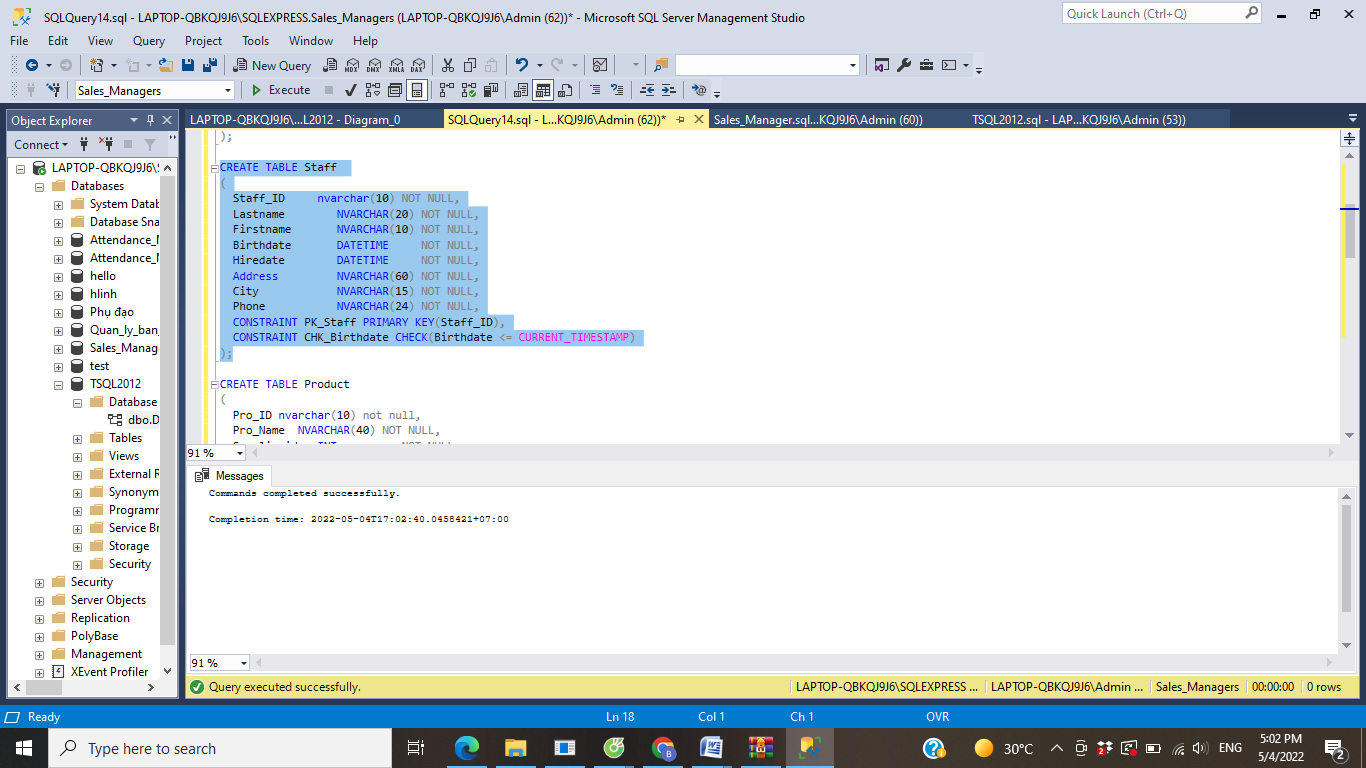 SQLQuery14.sql - LAPTOP-QBKQJ9J6\SQLEXPRESS.Sales_Managers (LAPTOP-QBKQJ9J6\Admin (62))* - Microsoft SQL Server Management Studio
Quick Launch (Ctrl+Q)
File Edit View Query Project Tools Window Help
New Query MDX DMX XMLA DAX
Sales_Managers Execute
Object Explorer
LAPTOP-QBKQJ9J6\...L2012 - Diagram_0 SQLQuery14.sql - L...KQJ9J6\Admin (62))* Sales_Manager.sql...KQJ9J6\Admin (60)) TSQL2012.sql - LAP...KQJ9J6\Admin (53))
Connect
LAPTOP-QBKQJ9J6\
Databases
System Datab
Database Sna
Attendance_
Attendance_
hello
hlinh
Phụ đạo
Quan_ly_ban_
Sales_Manag
test
TSQL2012
Database
dbo.D
Tables
Views
External R
Synonym
Programm
Service Br
Storage
Security
Security
Server Objects
Replication
PolyBase
Management
XEvent Profiler
);
CREATE TABLE Staff
(
Staff_ID nvarchar(10) NOT NULL,
Lastname NVARCHAR(20) NOT NULL,
Firstname NVARCHAR(10) NOT NULL,
Birthdate DATETIME NOT NULL,
Hiredate DATETIME NOT NULL,
Address NVARCHAR(60) NOT NULL,
City NVARCHAR(15) NOT NULL,
Phone NVARCHAR(24) NOT NULL,
CONSTRAINT PK_Staff PRIMARY KEY(Staff_ID),
CONSTRAINT CHK_Birthdate CHECK(Birthdate <= CURRENT_TIMESTAMP)
);
CREATE TABLE Product
(
Pro_ID nvarchar(10) not null,
Pro_Name NVARCHAR(40) NOT NULL,
91 %
Messages
Commands completed successfully.
Completion time: 2022-05-04T17:02:40.0458421+07:00
91 %
Query executed successfully. LAPTOP-QBKQJ9J6\SQLEXPRESS ... LAPTOP-QBKQJ9J6\Admin ... Sales_Managers 00:00:00 0 rows
Ready Ln 18 Col 1 Ch 1 OVR
Type here to search
30°C ENG
5:02 PM
5/4/2022
2